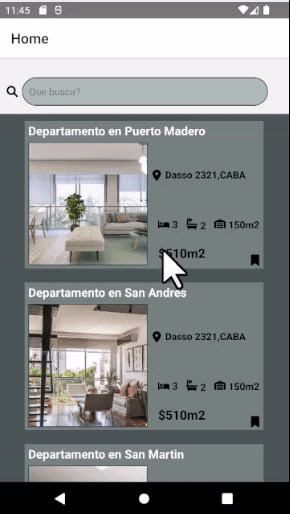 11:45
Home
Que busca?
Departamento en Puerto Madero
Dasso 2321,CABA
3 2 150m2
$510m2
Departamento en San Andres
Dasso 2321,CABA
3 2 150m2
$510m2
Departamento en San Martin